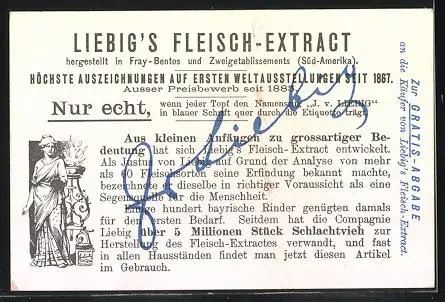 LIEBIG'S FLEISCH-EXTRACT
hergestellt in Fray-Bentos und Zweigetablissements (Süd-Amerika).
HÖCHSTE AUSZEICHNUNGEN AUF ERSTEN WELTAUSSTELLUNGEN SEIT 1867.
Ausser Preisbewerb seit 1885.
Nur echt,
wenn jeder Topf den Namenszug „J. v. LIEBIG“
in blauer Schrift quer durch die Etiquette trägt.
Aus kleinen Anfängen zu grossartiger Be-
deutung hat sich Liebig's Fleisch-Extract entwickelt.
Als Justus von Liebig auf Grund der Analyse von mehr
als 40 Fleischsorten seine Erfindung bekannt machte,
bezeichnete er dieselbe in richtiger Voraussicht als eine
Segensquelle für die Menschheit.
Einige hundert bayrische Rinder genügten damals
für den ersten Bedarf. Seitdem hat die Compagnie
Liebig über 5 Millionen Stück Schlachtvieh zur
Herstellung des Fleisch-Extractes verwandt, und fast
in allen Hausständen findet man jetzt diesen Artikel
im Gebrauch.
J v Liebig
Zur GRATIS-ABGABE
an die Käufer von Liebig's Fleisch-Extract.